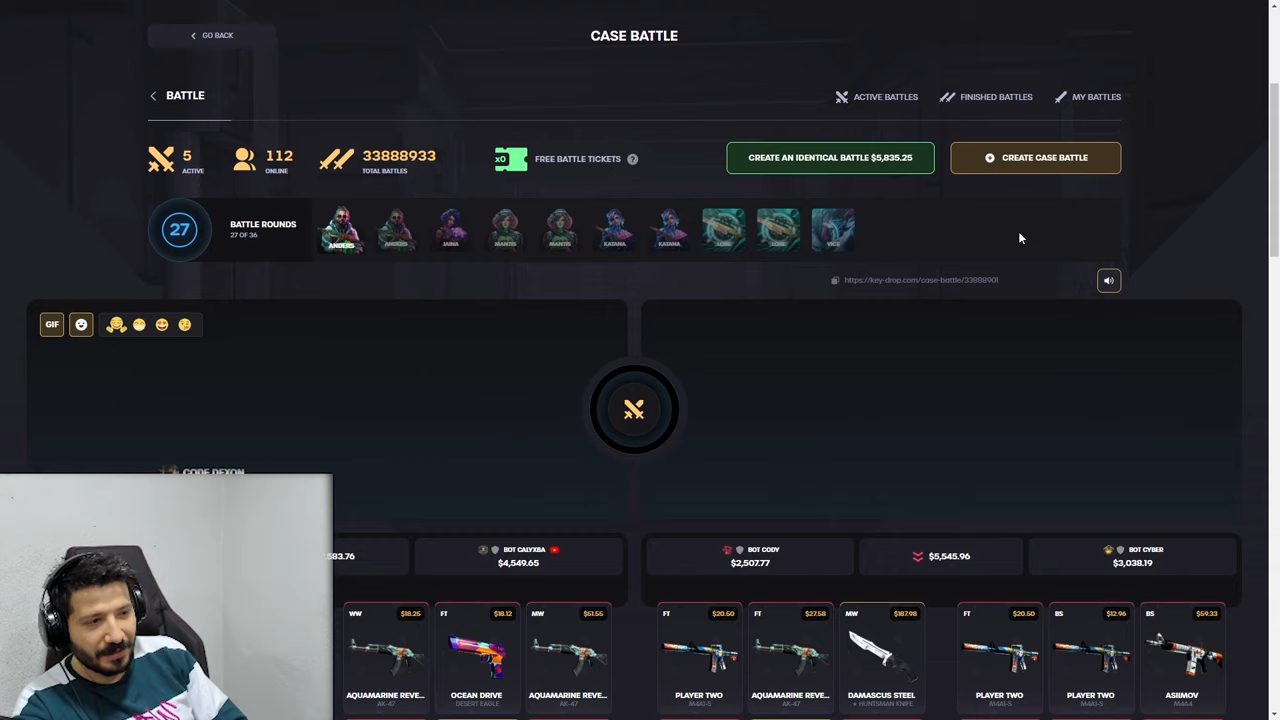 GO BACK
CASE BATTLE
BATTLE
ACTIVE BATTLES
FINISHED BATTLES
MY BATTLES
5
ACTIVE
112
ONLINE
33888933
TOTAL BATTLES
x0
FREE BATTLE TICKETS ?
CREATE AN IDENTICAL BATTLE $5,835.25
CREATE CASE BATTLE
27
BATTLE ROUNDS
27 OF 36
ANDERS
ANDERS
JAINA
MANTIS
MANTIS
KATANA
KATANA
VICE
https://key-drop.com/case-battle/33888901
GIF
CODE DEXON
583.76
BOT CALYXBA
$4,549.65
BOT CODY
$2,507.77
$5,545.96
BOT CYBER
$3,038.19
WW $18.25
FT $18.12
MW $51.55
FT $20.50
FT $27.58
MW $187.98
FT $20.50
BS $12.96
BS $59.33
AQUAMARINE REVE...
AK-47
OCEAN DRIVE
DESERT EAGLE
AQUAMARINE REVE...
AK-47
PLAYER TWO
M4A1-S
AQUAMARINE REVE...
AK-47
DAMASCUS STEEL
★ HUNTSMAN KNIFE
PLAYER TWO
M4A1-S
PLAYER TWO
M4A1-S
ASIIMOV
M4A4